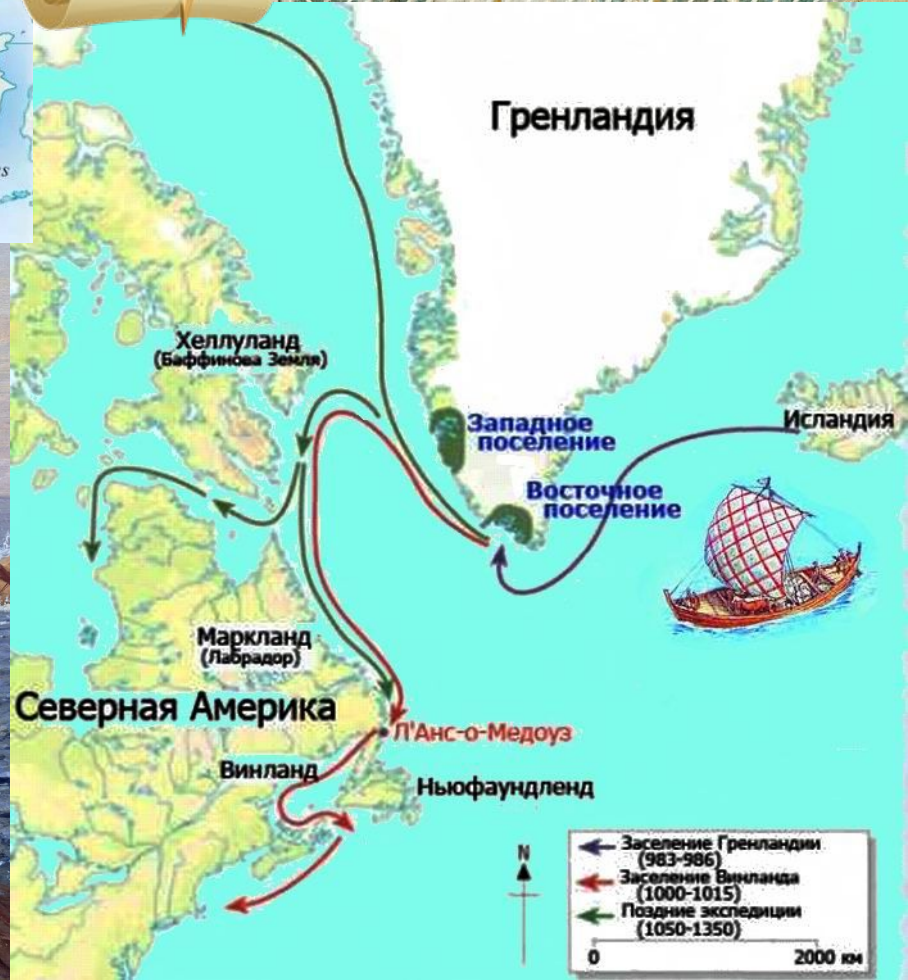 Гренландия
Хеллуланд
(Баффинова Земля)
Западное
поселение
Исландия
Восточное
поселение
Маркланд
(Лабрадор)
Северная Америка
Л'Анс-о-Медоуз
Винланд
Ньюфаундленд
N
Заселение Гренландии
(983-986)
Заселение Винланда
(1000-1015)
Поздние экспедиции
(1050-1350)
0 2000 км